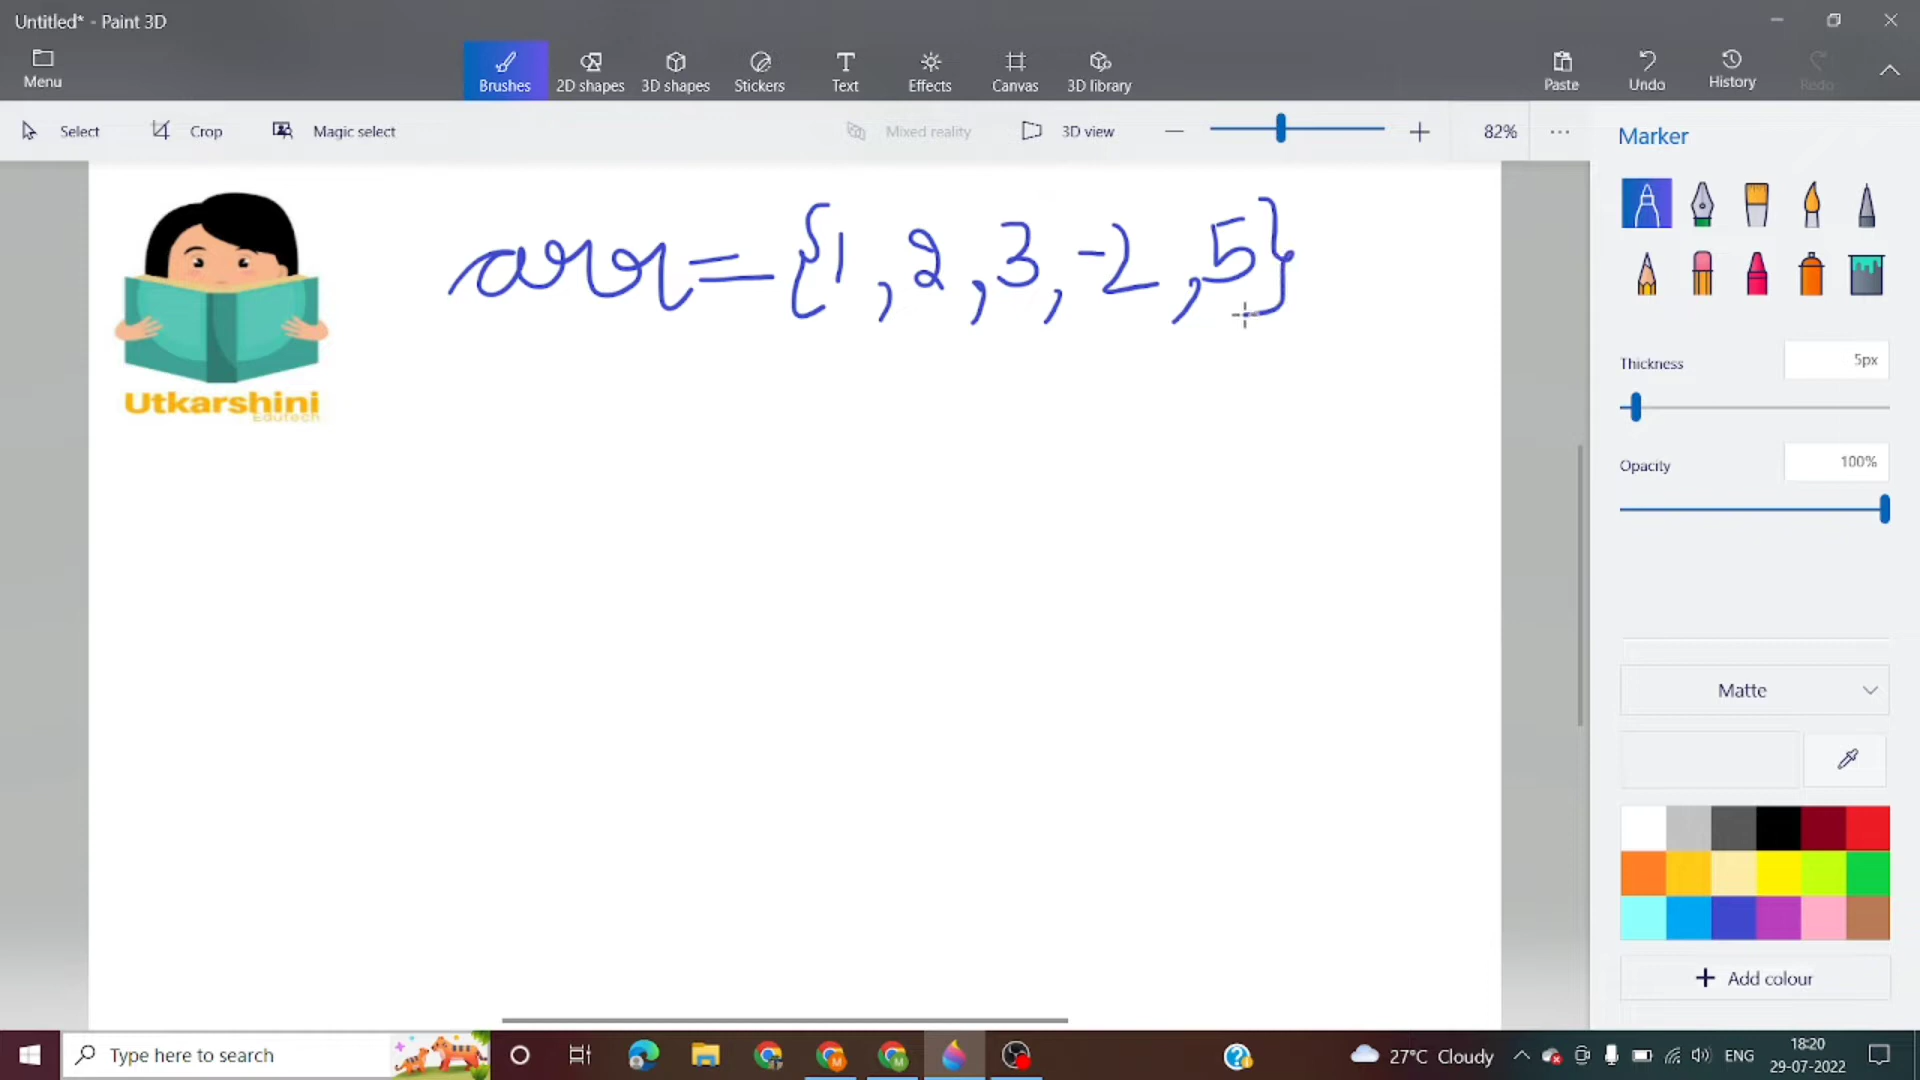 Untitled* - Paint 3D
Menu
Brushes
2D shapes
3D shapes
Stickers
Text
Effects
Canvas
3D library
Paste
Undo
History
Redo
Select
Crop
Magic select
Mixed reality
3D view
82%
Marker
arr={1,2,3,-2,5}
Utkarshini
Edutech
Thickness
5px
Opacity
100%
Matte
Add colour
Type here to search
27°C Cloudy
ENG
18:20
29-07-2022